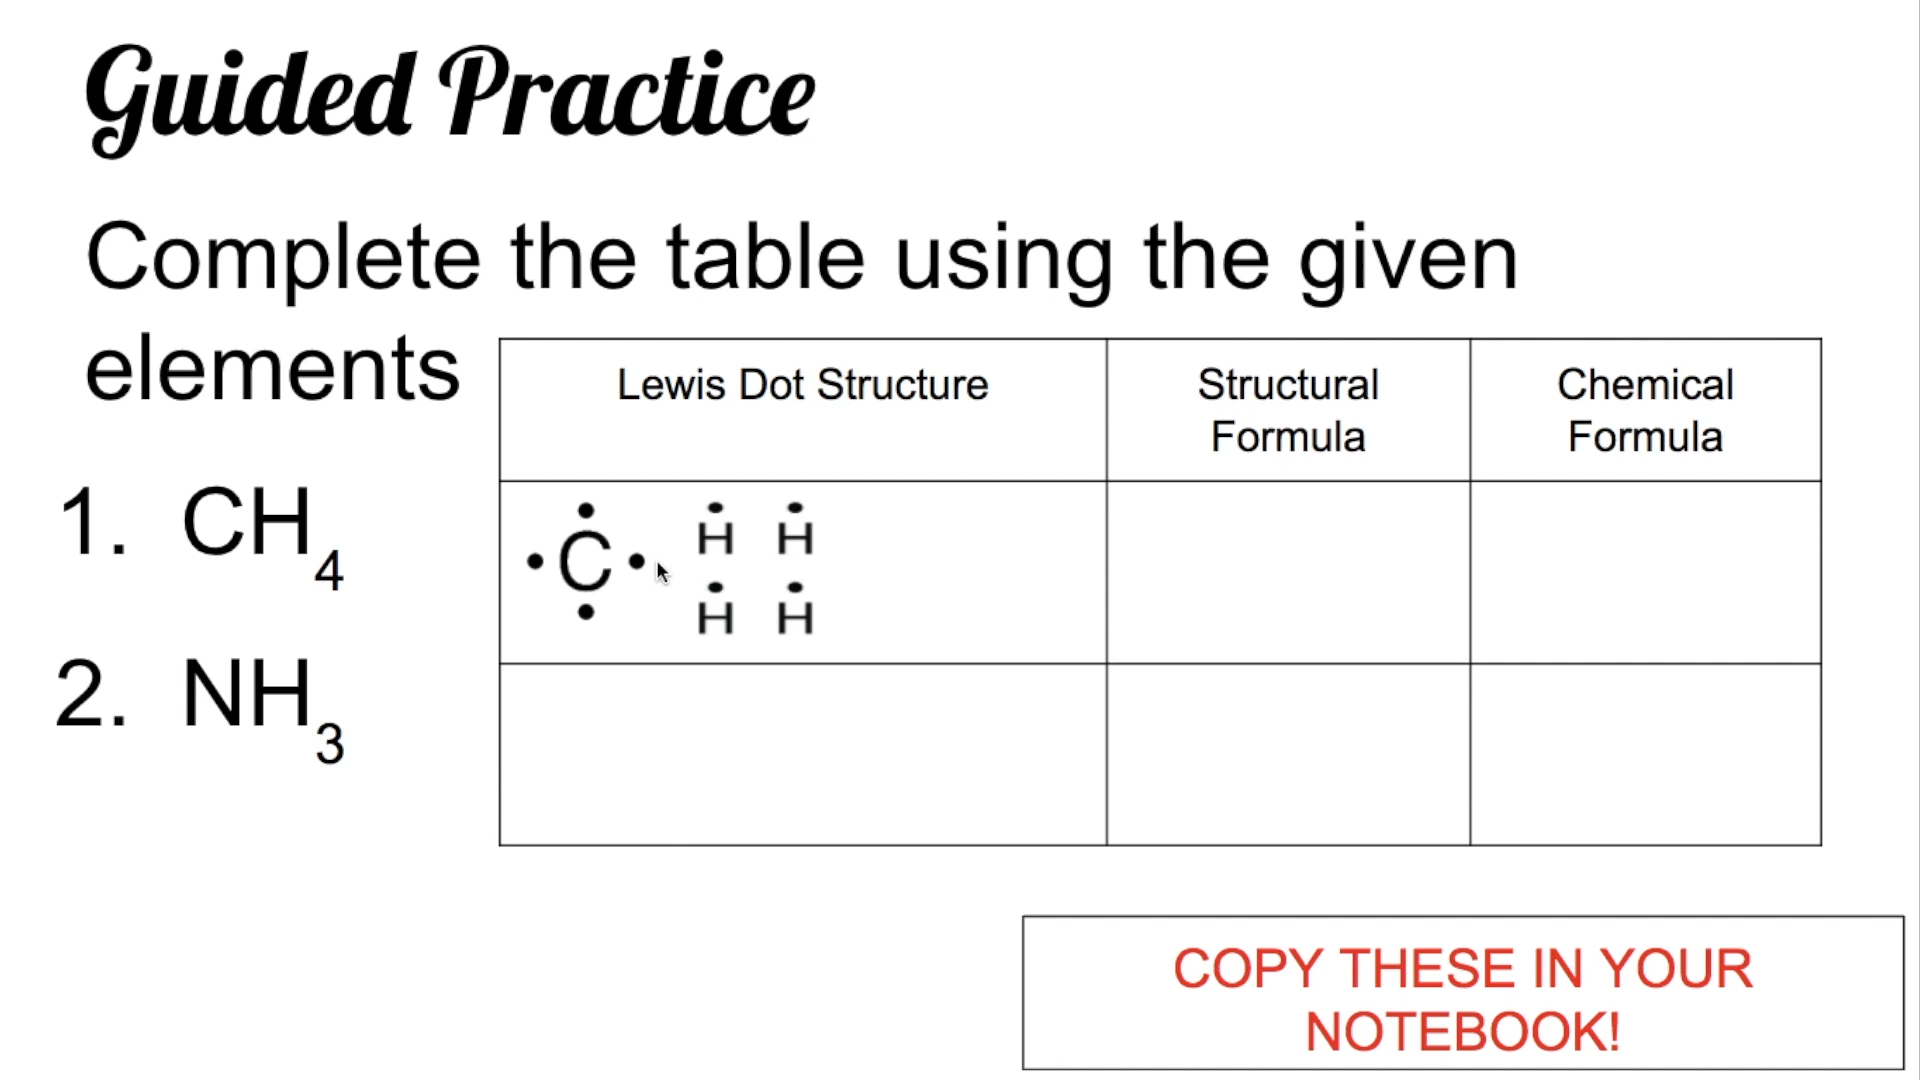 Guided Practice
Complete the table using the given
elements
Lewis Dot Structure
Structural
Formula
Chemical
Formula
1. CH4
C
H H
H H
2. NH3
COPY THESE IN YOUR
NOTEBOOK!